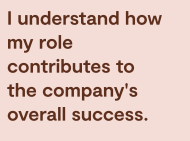 I understand how
my role
contributes to
the company's
overall success.